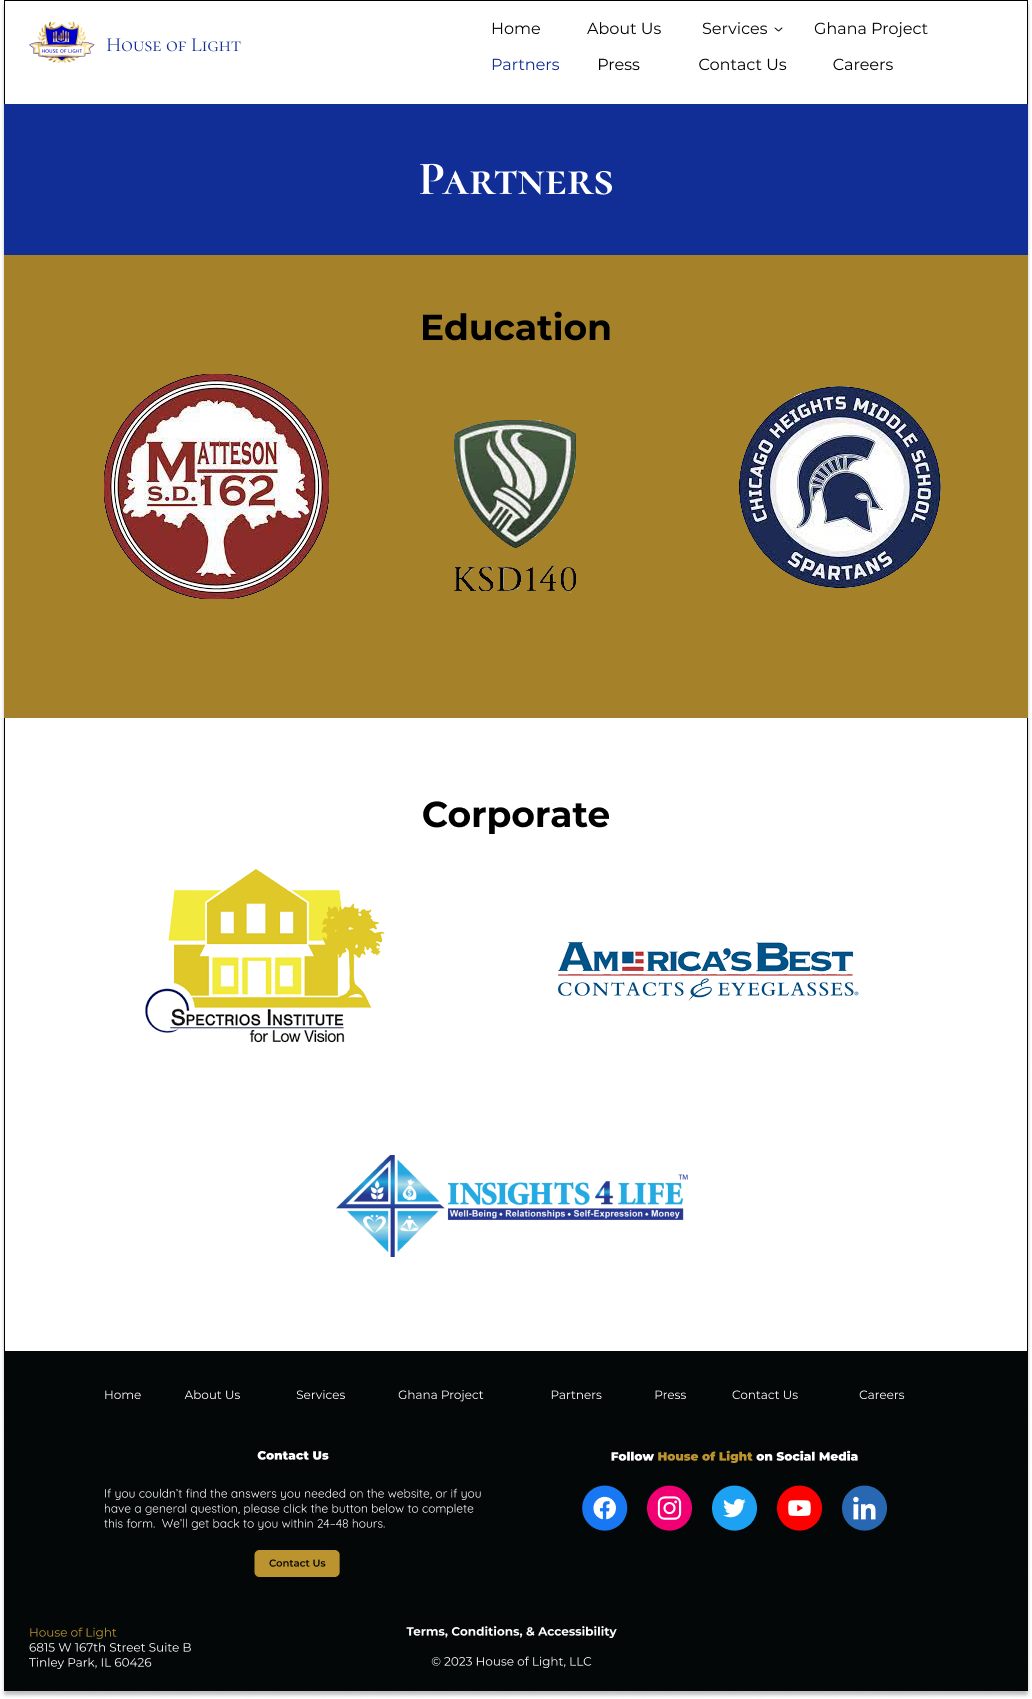 HOUSE OF LIGHT
House of Light
Home About Us Services Ghana Project
Partners Press Contact Us Careers
Partners
Education
MATTESON
S.D. 162
KSD140
CHICAGO HEIGHTS MIDDLE SCHOOL
SPARTANS
Corporate
SPECTRIOS INSTITUTE
for Low Vision
AMERICA'S BEST
CONTACTS & EYEGLASSES®
INSIGHTS 4 LIFE™
Well-Being • Relationships • Self-Expression • Money
Home About Us Services Ghana Project Partners Press Contact Us Careers
Contact Us
If you couldn't find the answers you needed on the website, or if you
have a general question, please click the button below to complete
this form. We'll get back to you within 24-48 hours.
Contact Us
Follow House of Light on Social Media
in
House of Light
6815 W 167th Street Suite B
Tinley Park, IL 60426
Terms, Conditions, & Accessibility
© 2023 House of Light, LLC